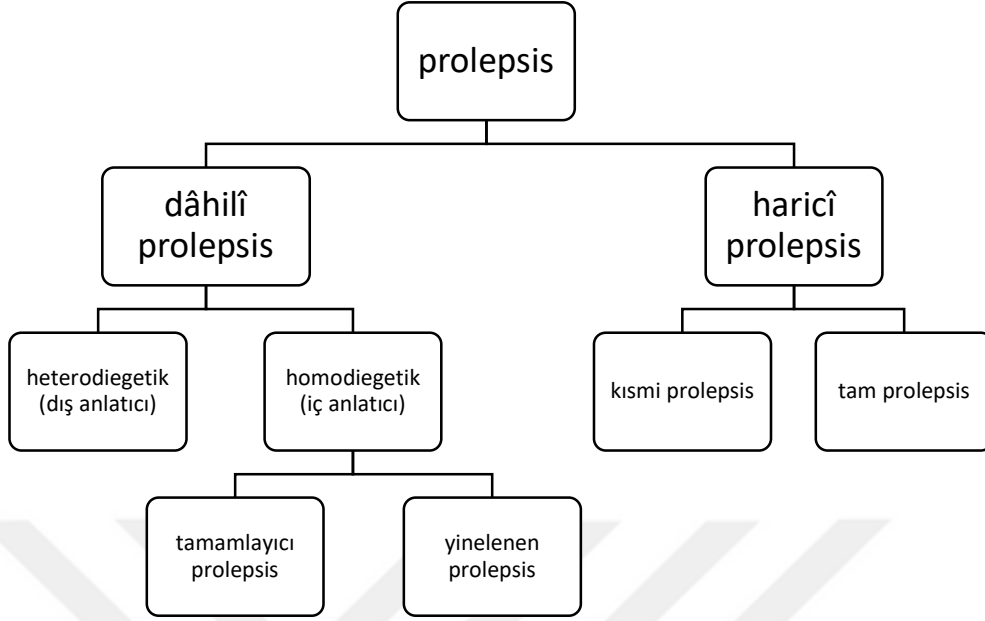 prolepsis
dâhilî
prolepsis
haricî
prolepsis
heterodiegetik
(dış anlatıcı)
homodiegetik
(iç anlatıcı)
kısmi prolepsis
tam prolepsis
tamamlayıcı
prolepsis
yinelenen
prolepsis